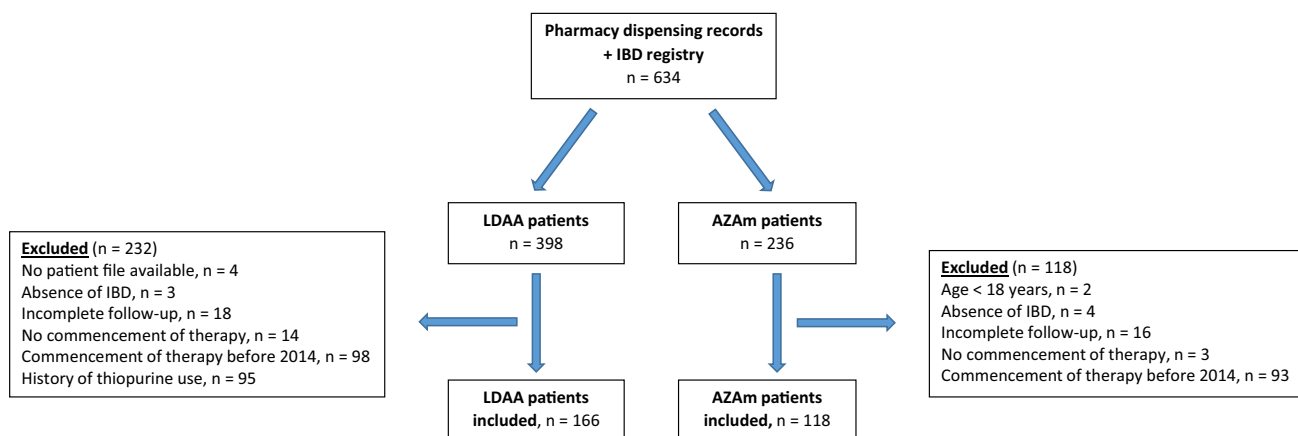 Pharmacy dispensing records
+ IBD registry
n = 634
LDAA patients
n = 398
AZAm patients
n = 236
Excluded (n = 232)
No patient file available, n = 4
Absence of IBD, n = 3
Incomplete follow-up, n = 18
No commencement of therapy, n = 14
Commencement of therapy before 2014, n = 98
History of thiopurine use, n = 95
Excluded (n = 118)
Age < 18 years, n = 2
Absence of IBD, n = 4
Incomplete follow-up, n = 16
No commencement of therapy, n = 3
Commencement of therapy before 2014, n = 93
LDAA patients
included, n = 166
AZAm patients
included, n = 118